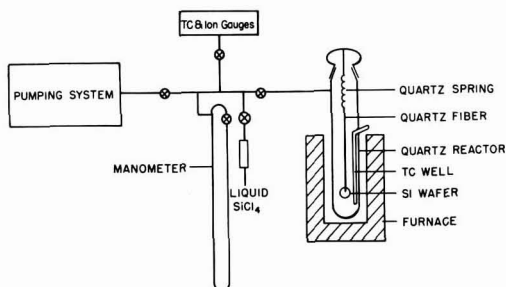 TC & Ion Gauges
PUMPING SYSTEM
QUARTZ SPRING
QUARTZ FIBER
QUARTZ REACTOR
TC WELL
SI WAFER
FURNACE
MANOMETER
LIQUID
SiCl4